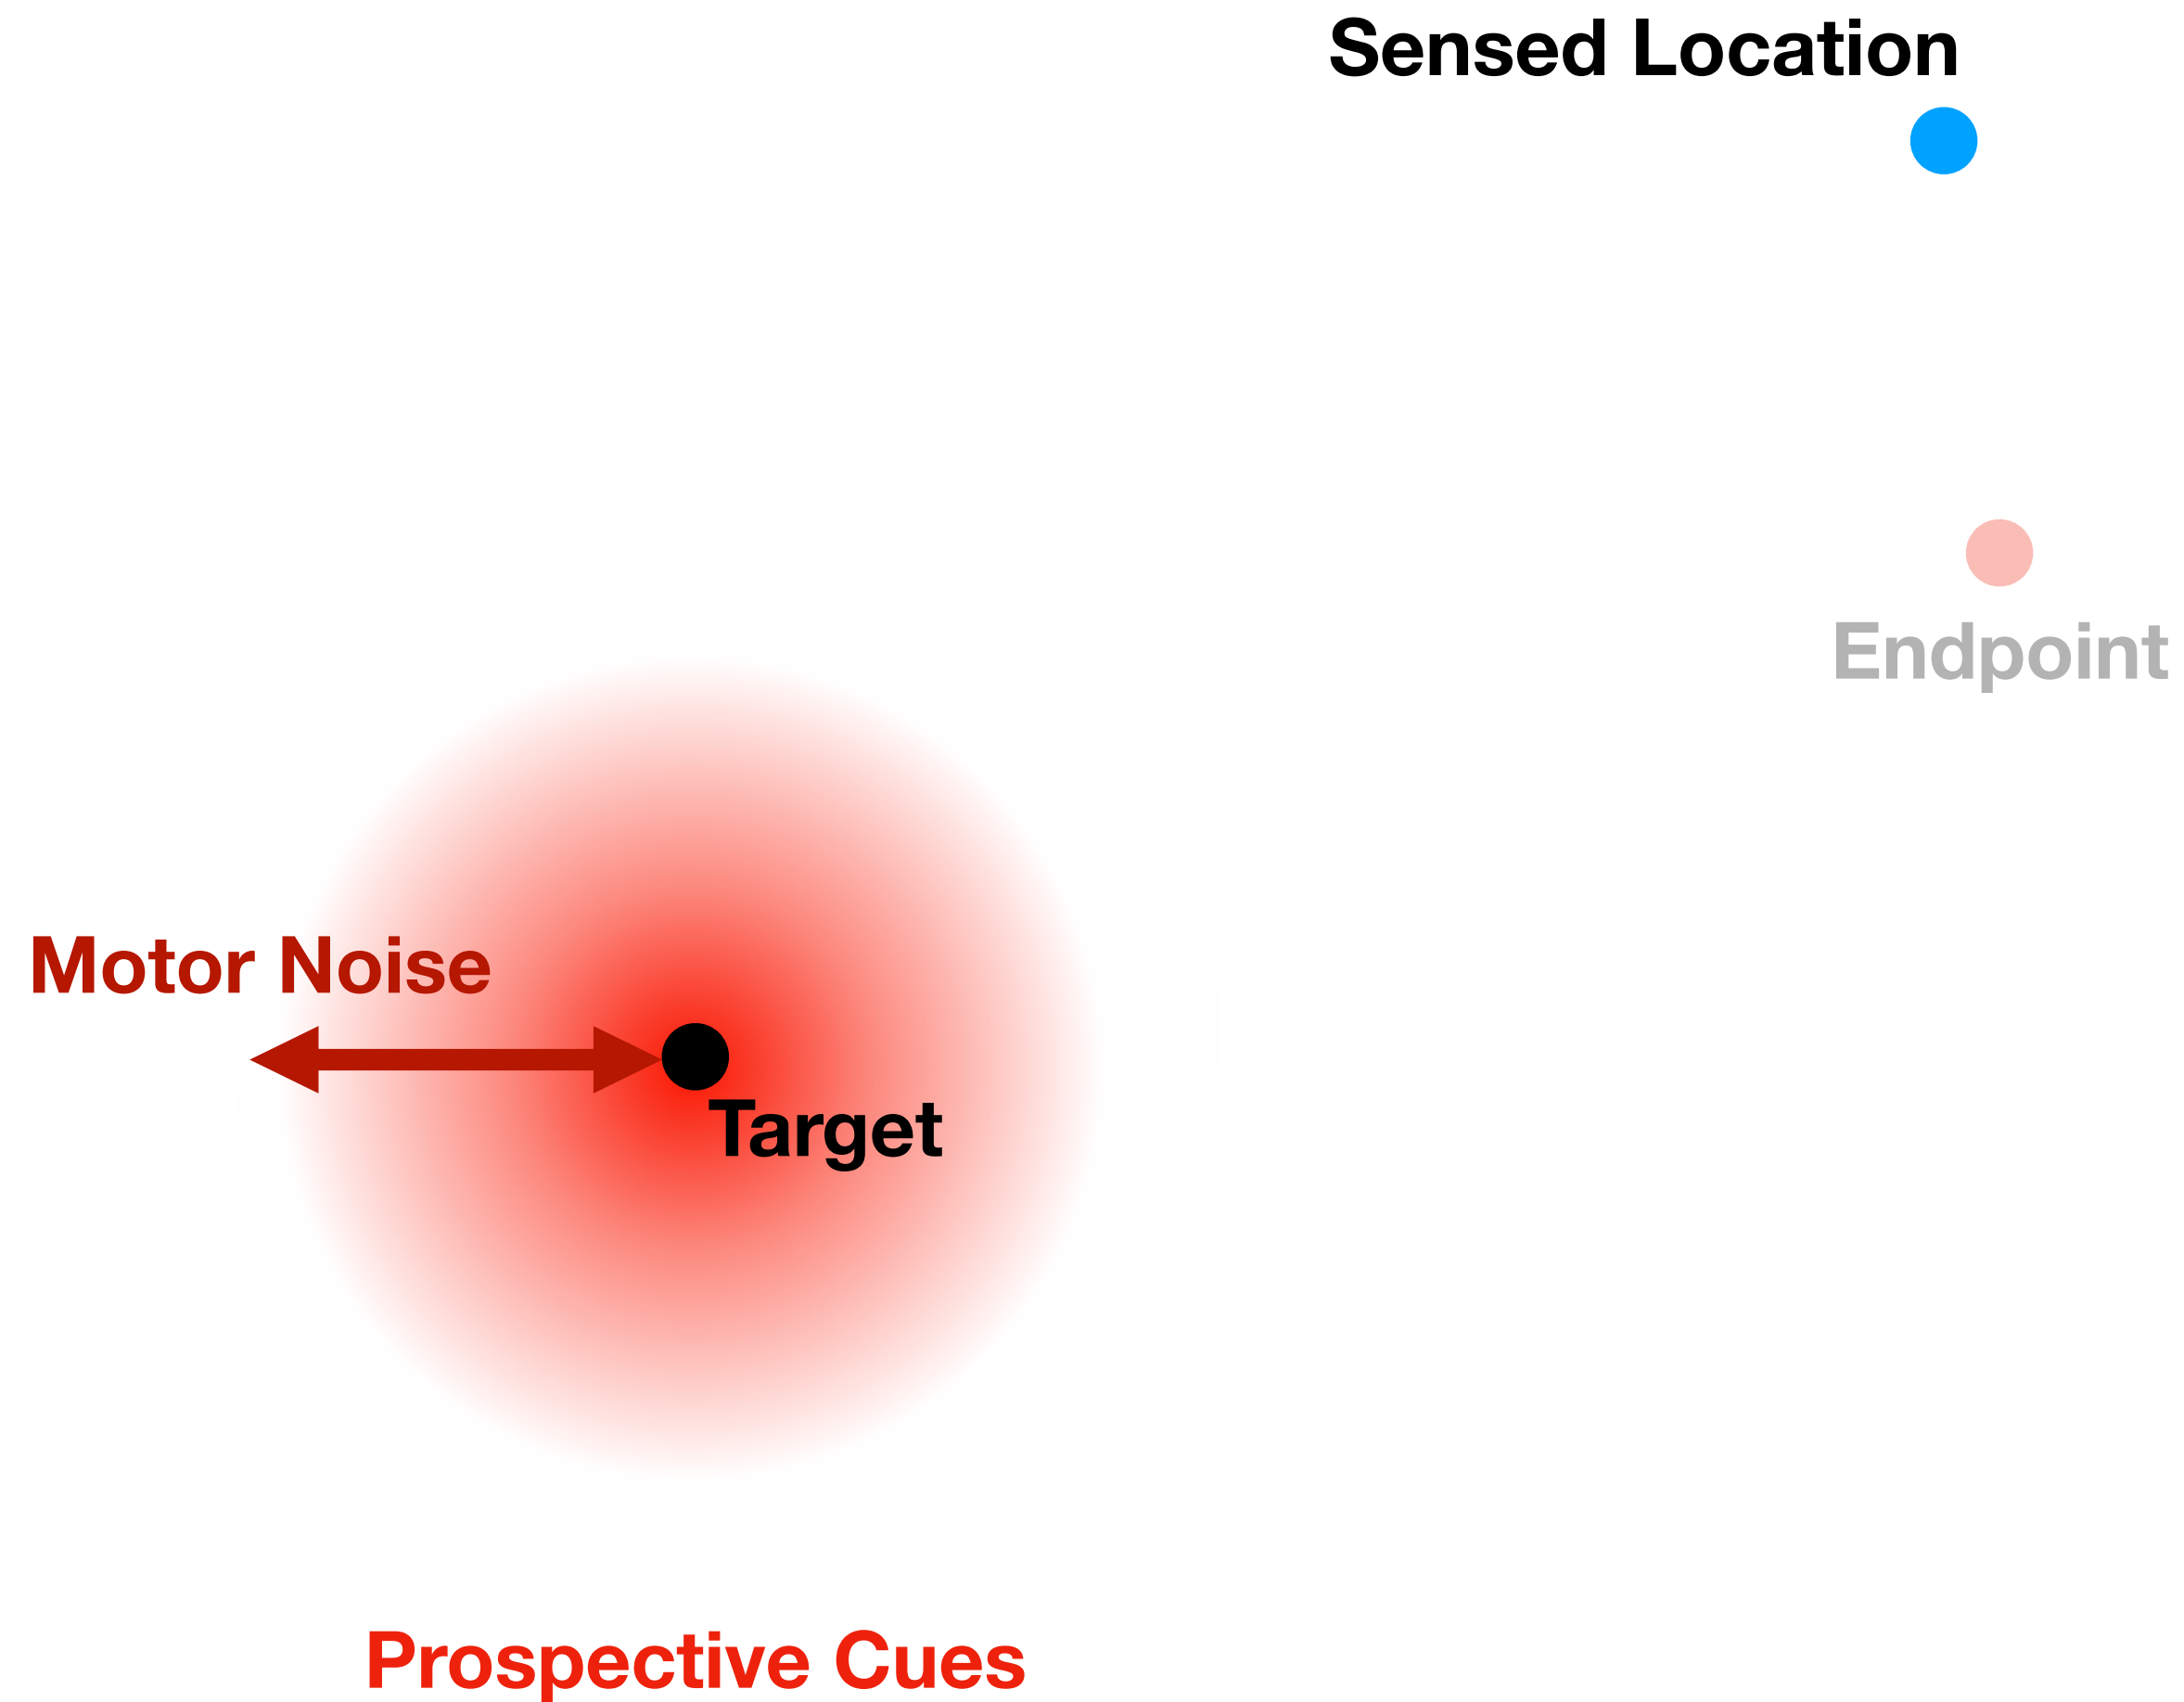 Sensed Location
Endpoint
Motor Noise
Target
Prospective Cues